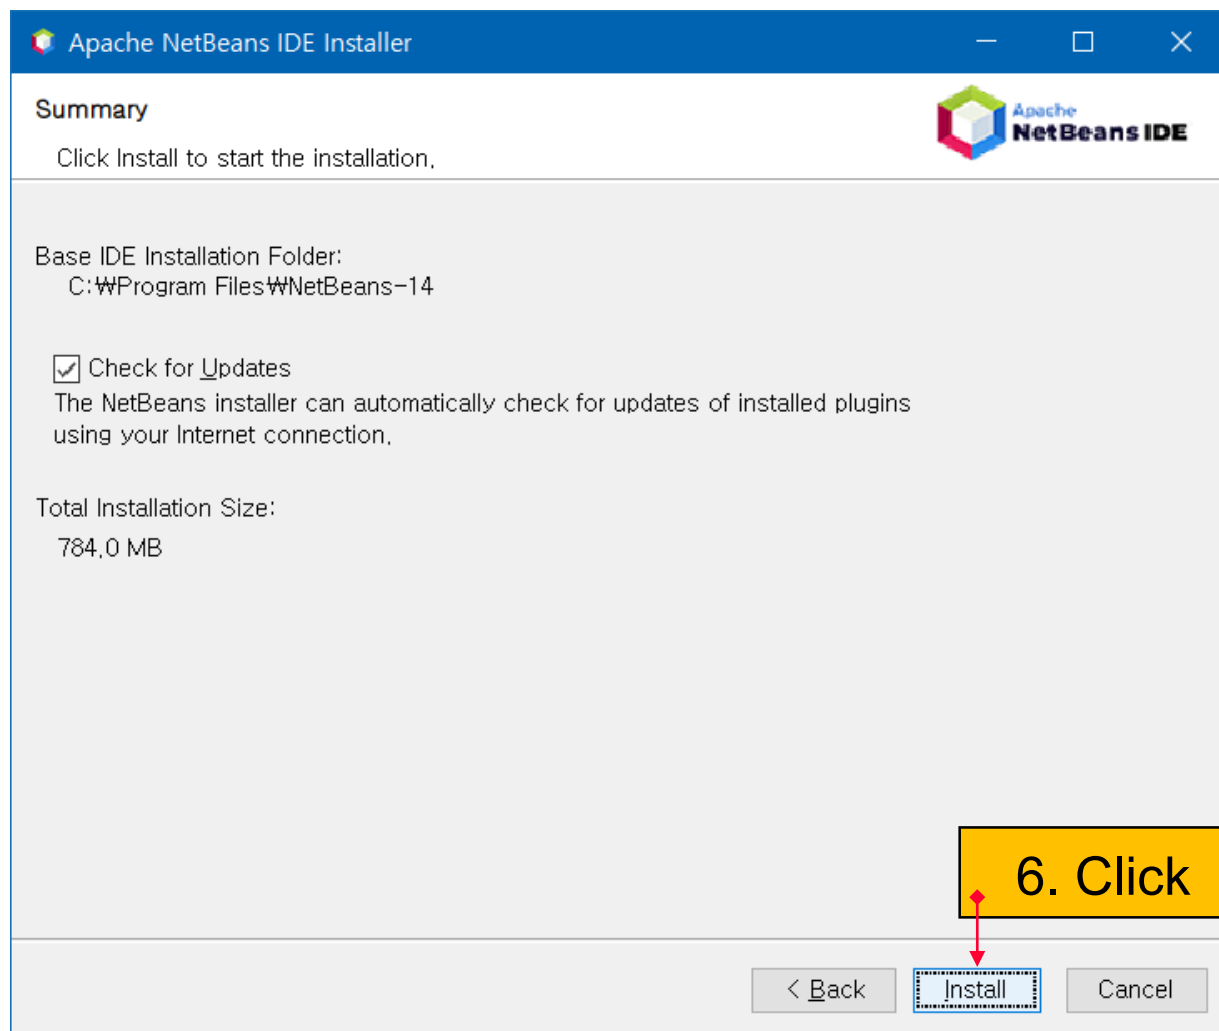 Apache NetBeans IDE Installer
Summary
Apache
NetBeans IDE
Click Install to start the installation.
Base IDE Installation Folder:
C:₩Program Files₩NetBeans-14
Check for Updates
The NetBeans installer can automatically check for updates of installed plugins
using your Internet connection.
Total Installation Size:
784.0 MB
6. Click
< Back
Install
Cancel